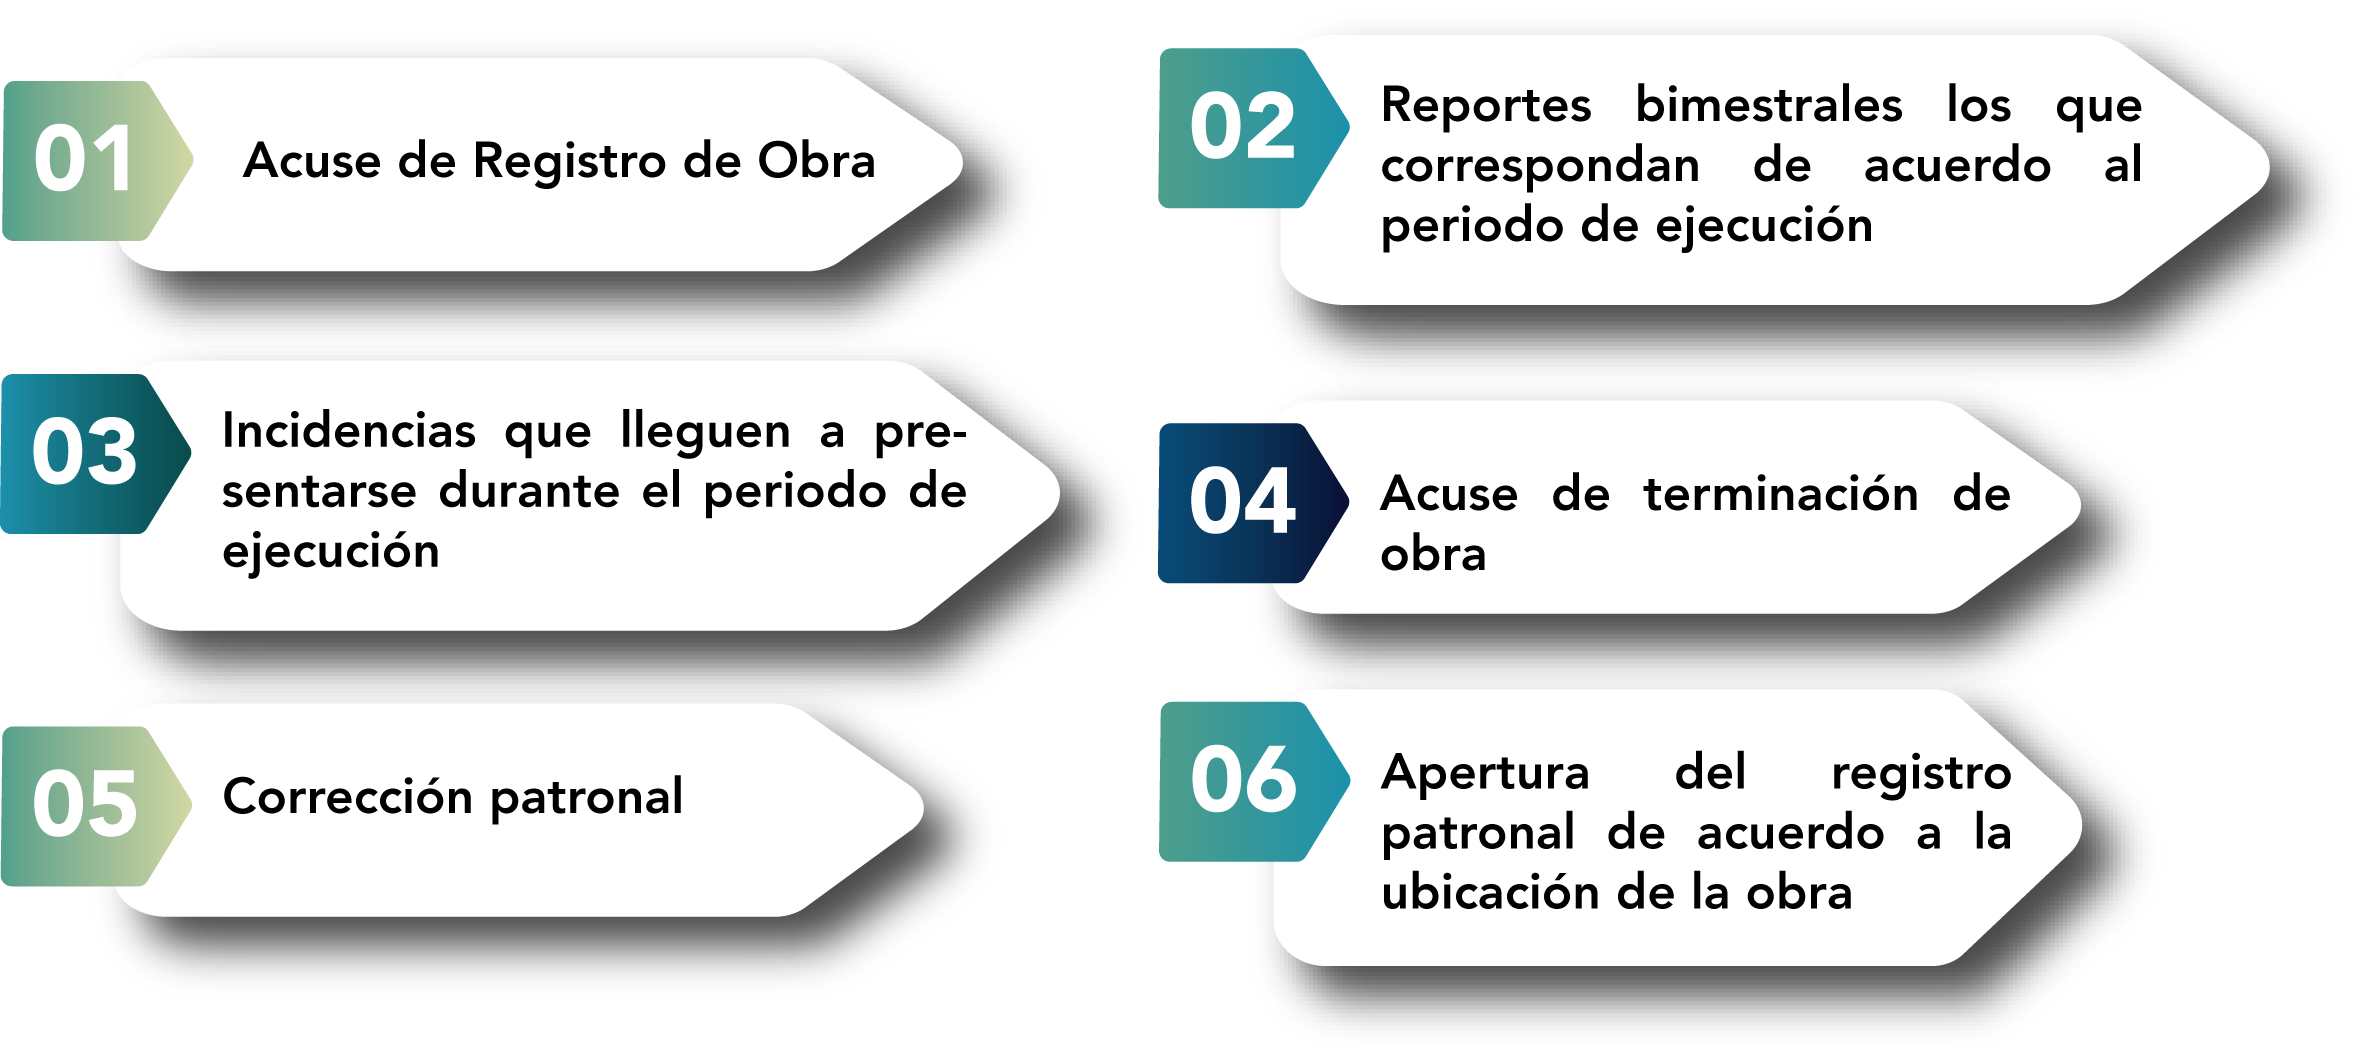 01
Acuse de Registro de Obra
02
Reportes bimestrales los que
correspondan de acuerdo al
periodo de ejecución
03
Incidencias que lleguen a pre-
sentarse durante el periodo de
ejecución
04
Acuse de terminación de
obra
05
Corrección patronal
06
Apertura del registro
patronal de acuerdo a la
ubicación de la obra